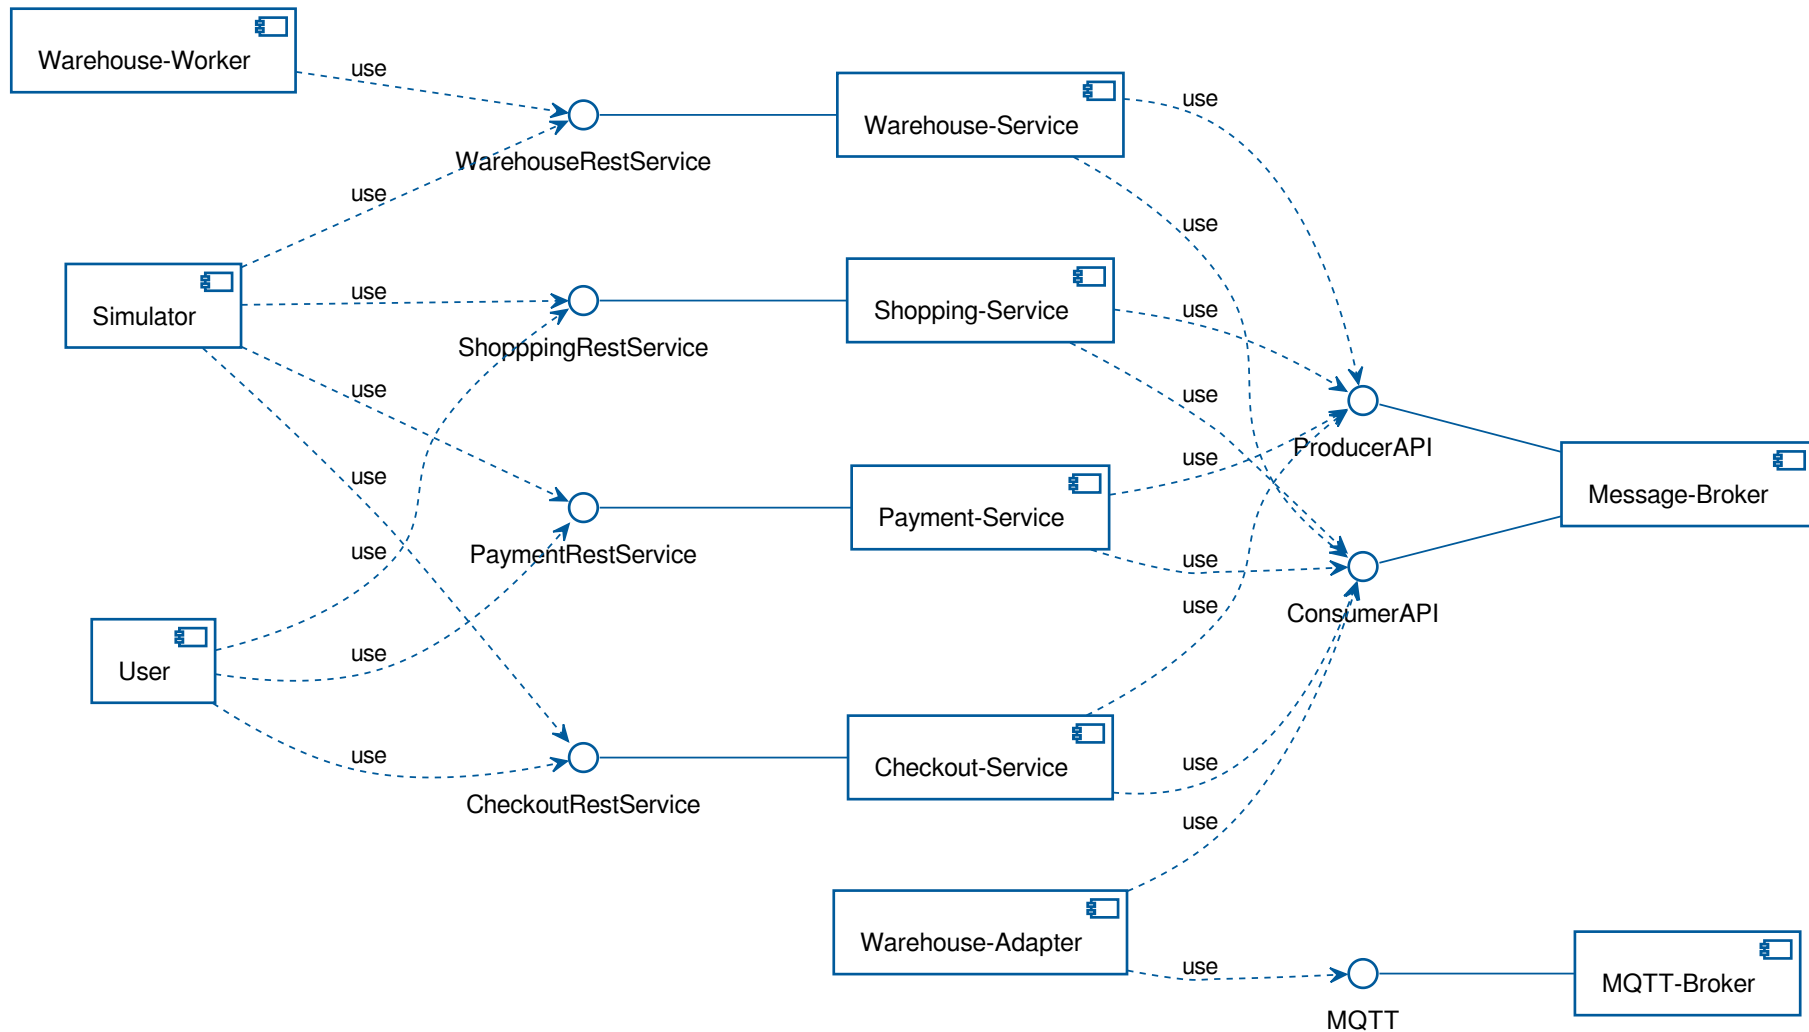 Warehouse-Worker
use
use
WarehouseRestService
Warehouse-Service
use
use
Simulator
use
ShopppingRestService
Shopping-Service
use
use
use
use
ProducerAPI
Message-Broker
use
PaymentRestService
Payment-Service
use
use
use
ConsumerAPI
User
use
use
CheckoutRestService
Checkout-Service
use
use
Warehouse-Adapter
use
MQTT
MQTT-Broker